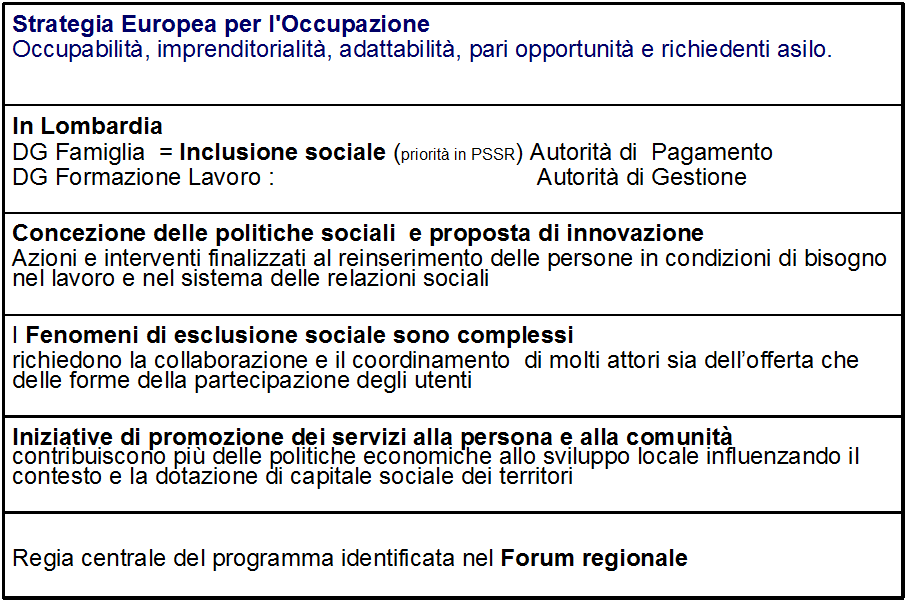 Strategia Europea per l'Occupazione
Occupabilità, imprenditorialità, adattabilità, pari opportunità e richiedenti asilo.
In Lombardia
DG Famiglia = Inclusione sociale (priorità in PSSR) Autorità di Pagamento
DG Formazione Lavoro : Autorità di Gestione
Concezione delle politiche sociali e proposta di innovazione
Azioni e interventi finalizzati al reinserimento delle persone in condizioni di bisogno
nel lavoro e nel sistema delle relazioni sociali
I Fenomeni di esclusione sociale sono complessi
richiedono la collaborazione e il coordinamento di molti attori sia dell’offerta che
delle forme della partecipazione degli utenti
Iniziative di promozione dei servizi alla persona e alla comunità
contribuiscono più delle politiche economiche allo sviluppo locale influenzando il
contesto e la dotazione di capitale sociale dei territori
Regia centrale del programma identificata nel Forum regionale